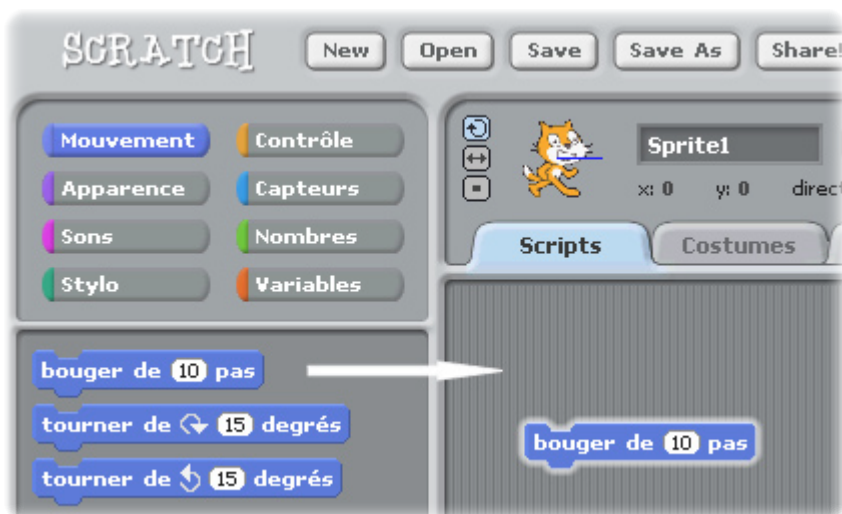 SCRATCH New Open Save Save As Share!
Mouvement Contrôle
Apparence Capteurs
Sons Nombres
Stylo Variables
bouger de 10 pas
tourner de 15 degrés
tourner de 15 degrés
Sprite1
x: 0 y: 0 direct
Scripts Costumes
bouger de 10 pas